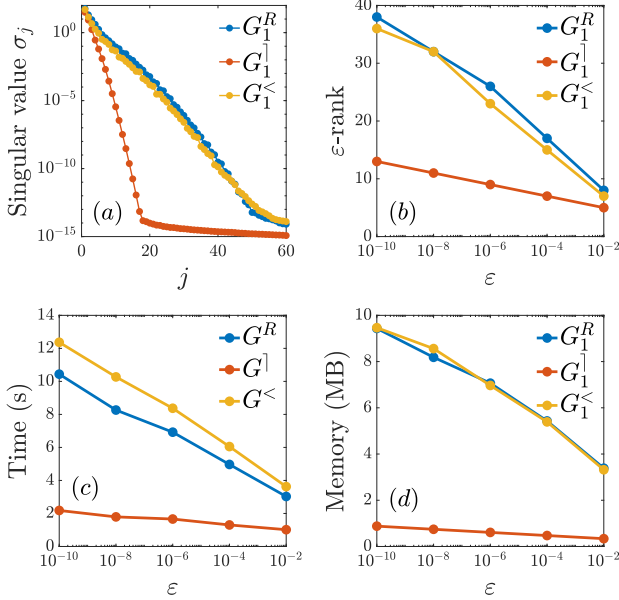 Singular value σ_j
10^0
10^−5
10^−10
10^−15
0 20 40 60
j
(a)
G_1^R
G_1^⌉
G_1^<
ε-rank
40
30
20
10
0
10^−10 10^−8 10^−6 10^−4 10^−2
ε
(b)
G_1^R
G_1^⌉
G_1^<
Time (s)
14
12
10
8
6
4
2
0
10^−10 10^−8 10^−6 10^−4 10^−2
ε
(c)
G^R
G^⌉
G^<
Memory (MB)
10
8
6
4
2
0
10^−10 10^−8 10^−6 10^−4 10^−2
ε
(d)
G_1^R
G_1^⌉
G_1^<